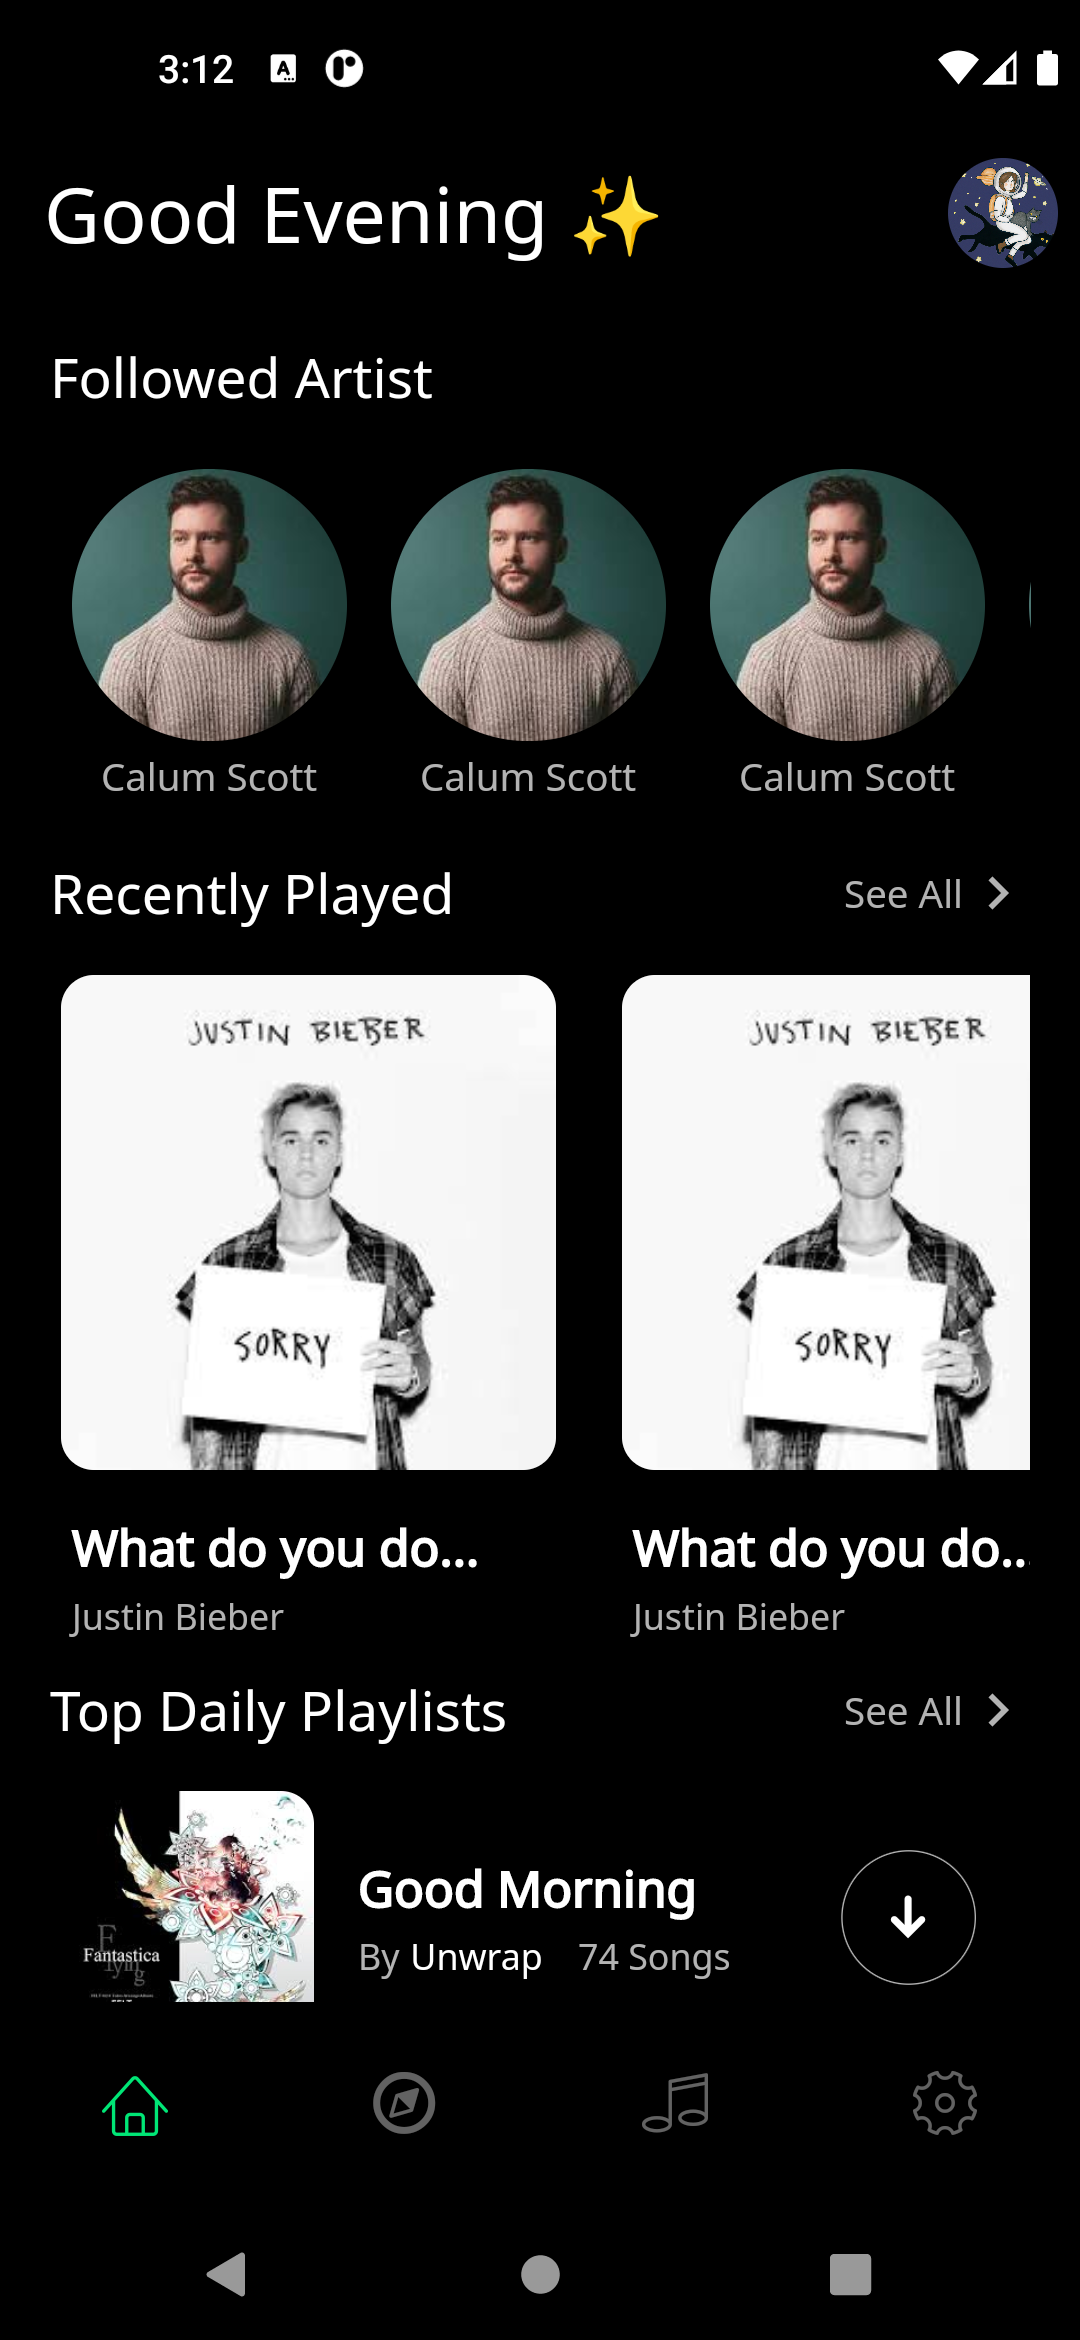 3:12
Good Evening ✨
Followed Artist
Calum Scott Calum Scott Calum Scott
Recently Played See All
JUSTIN BIEBER JUSTIN BIEBER
SORRY SORRY
What do you do... What do you do...
Justin Bieber Justin Bieber
Top Daily Playlists See All
Fantastica
Good Morning
By Unwrap 74 Songs